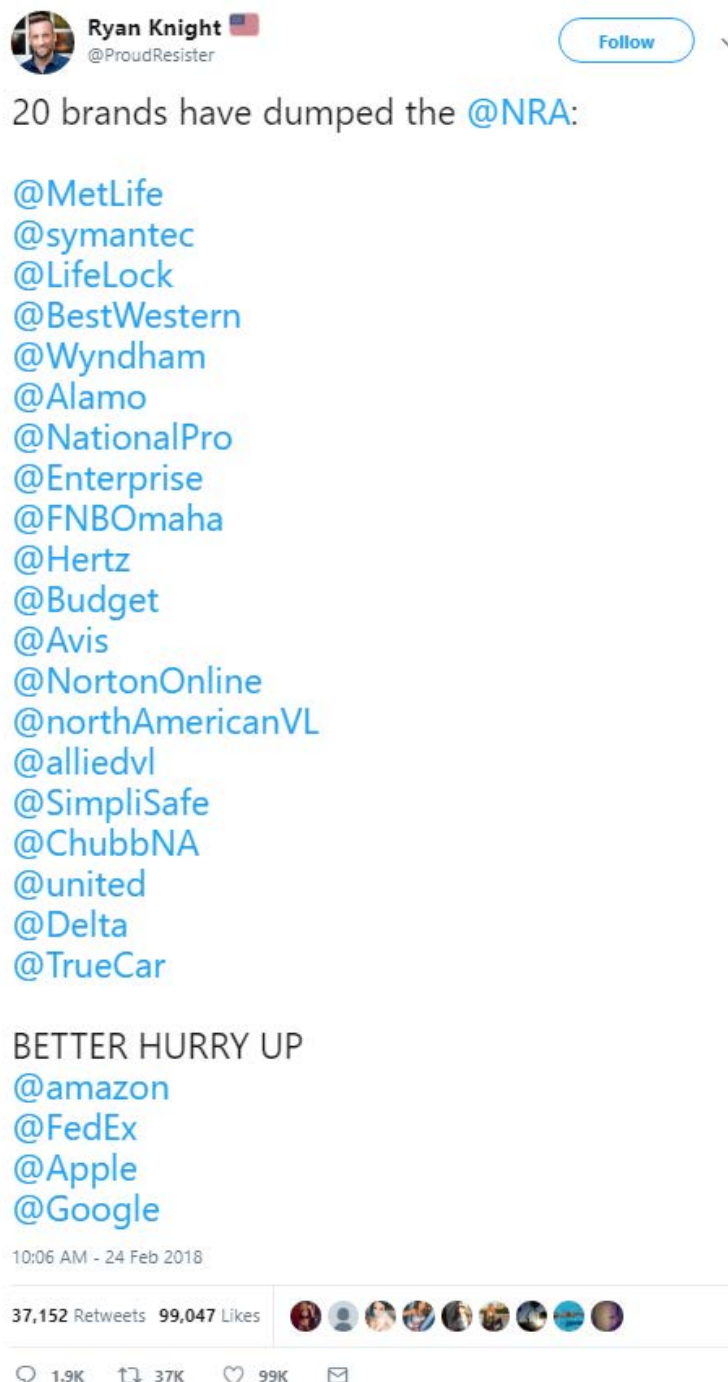 Ryan Knight
@ProudResister
Follow
20 brands have dumped the @NRA:
@MetLife
@symantec
@LifeLock
@BestWestern
@Wyndham
@Alamo
@NationalPro
@Enterprise
@FNBOmaha
@Hertz
@Budget
@Avis
@NortonOnline
@northAmericanVL
@alliedvl
@SimpliSafe
@ChubbNA
@united
@Delta
@TrueCar
BETTER HURRY UP
@amazon
@FedEx
@Apple
@Google
10:06 AM - 24 Feb 2018
37,152 Retweets 99,047 Likes
1.9K 37K 99K